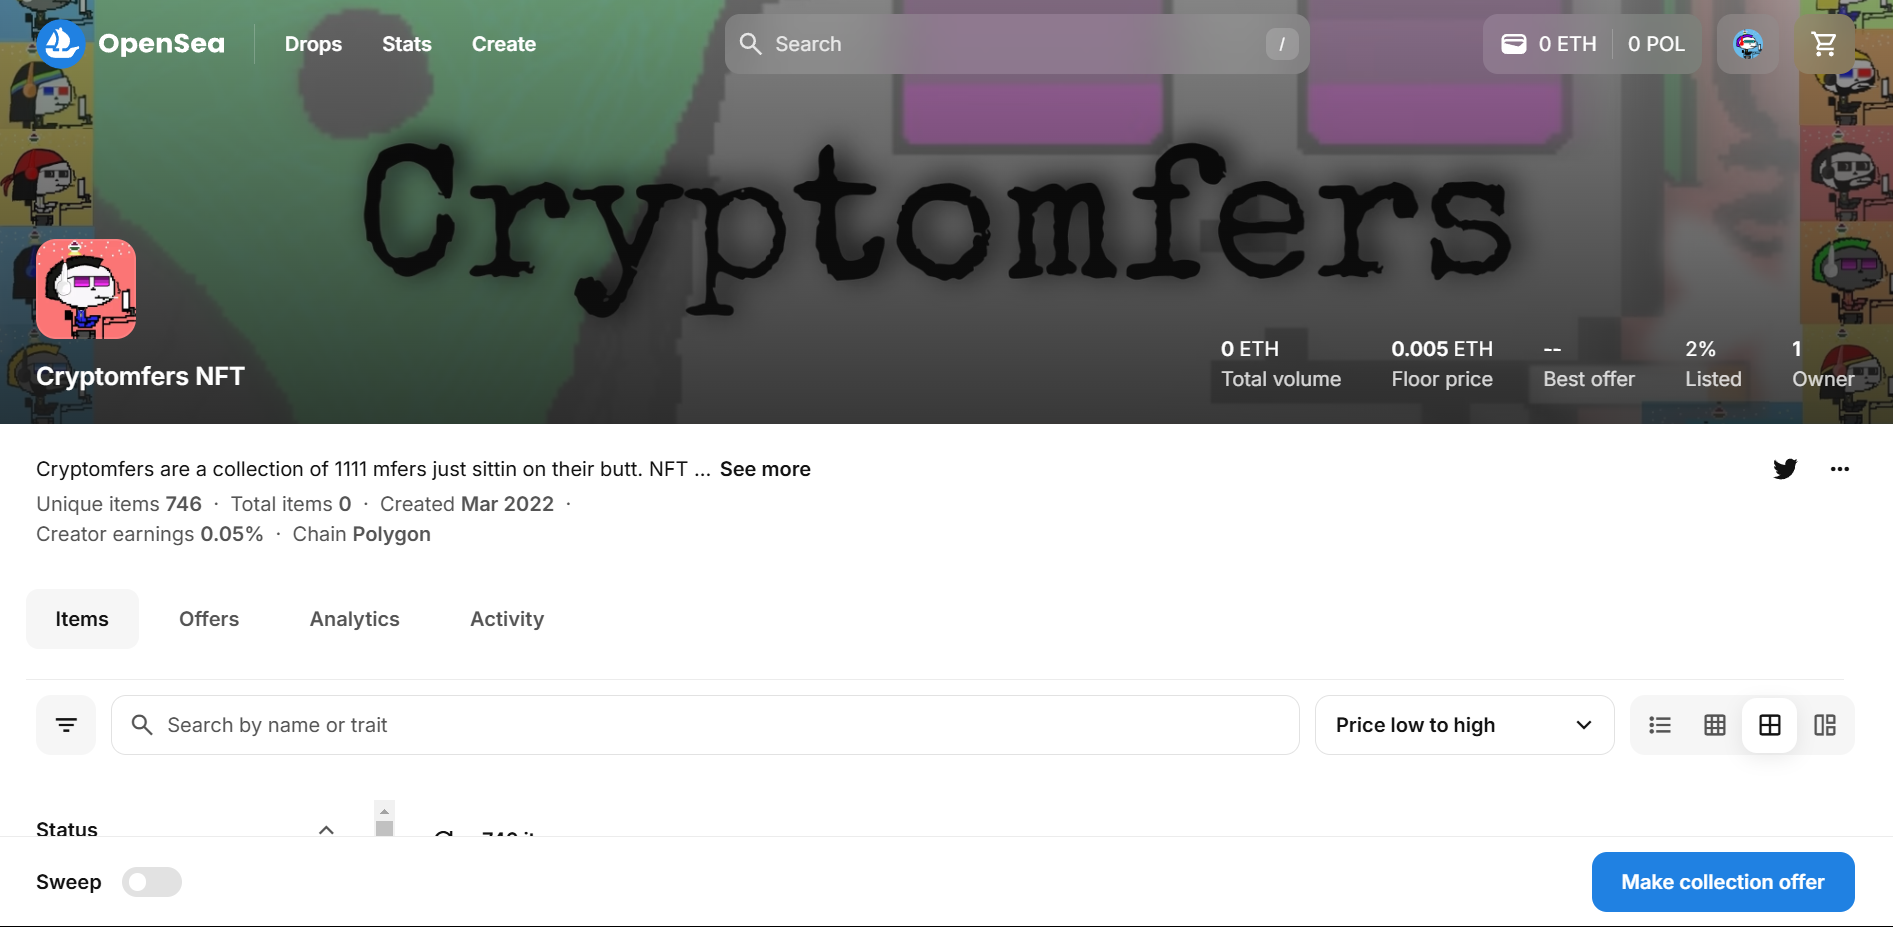 OpenSea
Drops
Stats
Create
Search
/
0 ETH
0 POL
Cryptomfers
Cryptomfers NFT
0 ETH
Total volume
0.005 ETH
Floor price
--
Best offer
2%
Listed
1
Owner
Cryptomfers are a collection of 1111 mfers just sittin on their butt. NFT ... See more
Unique items 746 · Total items 0 · Created Mar 2022 ·
Creator earnings 0.05% · Chain Polygon
Items
Offers
Analytics
Activity
Search by name or trait
Price low to high
Status
Sweep
Make collection offer